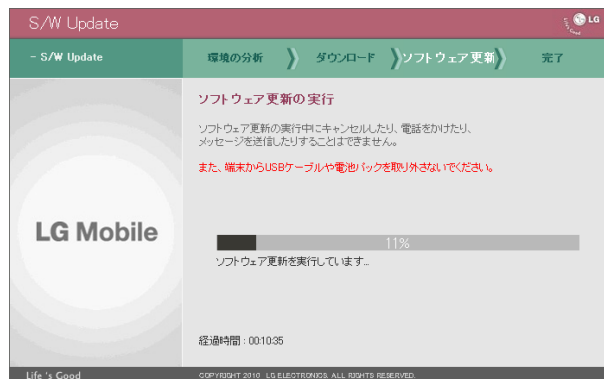 S/W Update
LG
– S/W Update
環境の分析 》 ダウンロード 》ソフトウェア更新》 完了
ソフトウェア更新の実行
ソフトウェア更新の実行中にキャンセルしたり、電話をかけたり、
メッセージを送信したりすることはできません。
また、端末からUSBケーブルや電池パックを取り外さないでください。
LG Mobile
11%
ソフトウェア更新を実行しています...
経過時間 : 00:10:35
Life's Good
COPYRIGHT 2010 LG ELECTRONICS. ALL RIGHTS RESERVED.